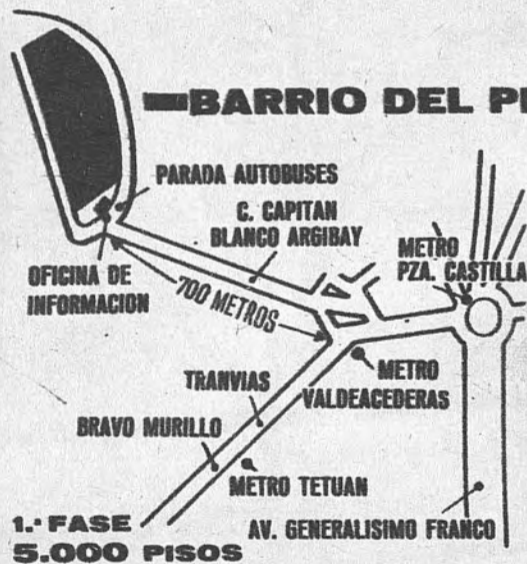 BARRIO DEL
PARADA AUTOBUSES
C. CAPITAN
BLANCO ARGIBAY
METRO
PZA. CASTILLA
OFICINA DE
INFORMACION
700 METROS
METRO
VALDEACEDERAS
TRANVIAS
BRAVO MURILLO
METRO TETUAN
AV. GENERALISIMO FRANCO
1.ª FASE
5.000 PISOS